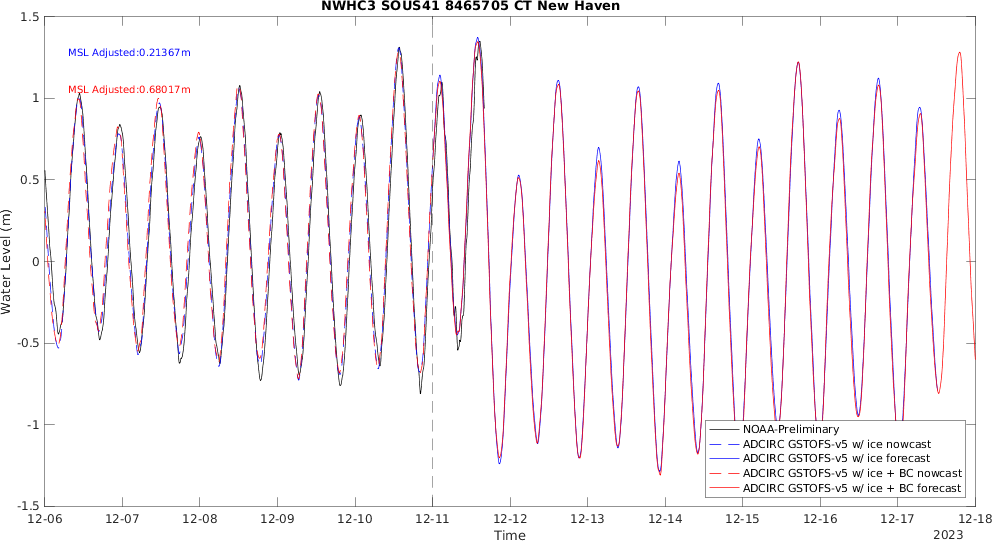 NWHC3 SOUS41 8465705 CT New Haven
MSL Adjusted:0.21367m
MSL Adjusted:0.68017m
Water Level (m)
1.5
1
0.5
0
-0.5
-1
-1.5
NOAA-Preliminary
ADCIRC GSTOFS-v5 w/ ice nowcast
ADCIRC GSTOFS-v5 w/ ice forecast
ADCIRC GSTOFS-v5 w/ ice + BC nowcast
ADCIRC GSTOFS-v5 w/ ice + BC forecast
12-06 12-07 12-08 12-09 12-10 12-11 12-12 12-13 12-14 12-15 12-16 12-17 12-18
Time
2023